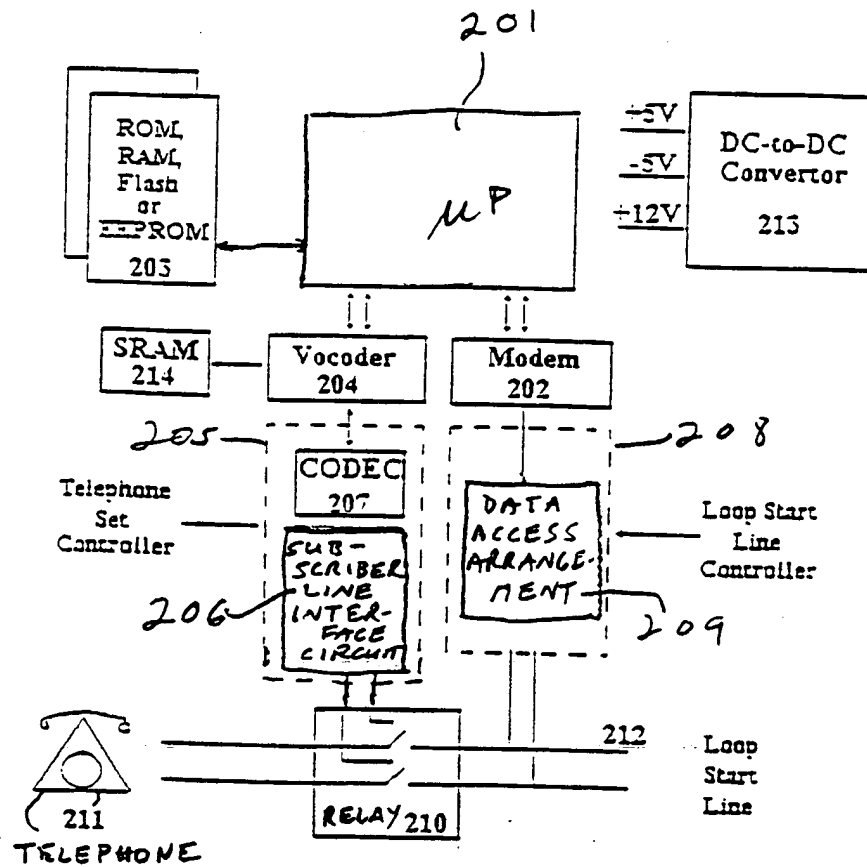 201
ROM,
RAM,
Flash
or
EEPROM
203
μP
+5V
-5V
+12V
DC-to-DC
Convertor
213
SRAM
214
Vocoder
204
Modem
202
205
208
CODEC
207
Telephone
Set
Controller
DATA
ACCESS
ARRANGE-
MENT
Loop Start
Line
Controller
SUB-
SCRIBER
LINE
INTER-
FACE
CIRCUIT
206
209
212
Loop
Start
Line
211
TELEPHONE
RELAY 210